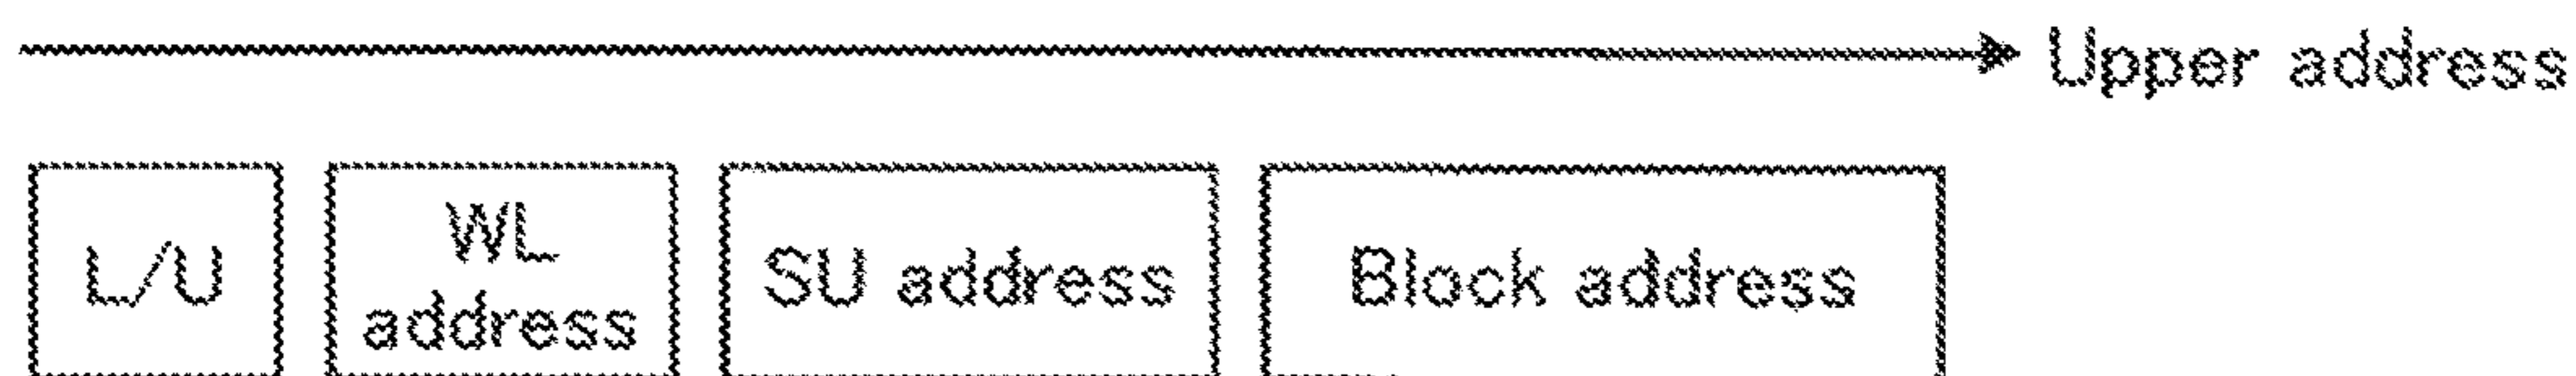 Upper address
L/U
WL
address
SU address
Block address